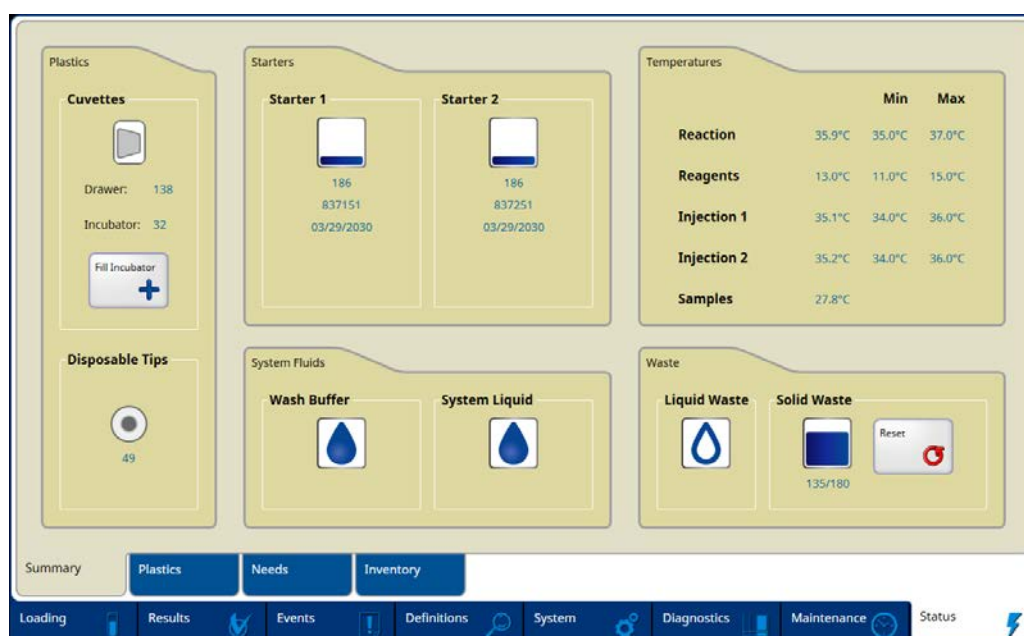 Plastics
Cuvettes
Drawer: 138
Incubator: 32
Fill Incubator
Disposable Tips
49
Starters
Starter 1
186
837151
03/29/2030
Starter 2
186
837251
03/29/2030
Temperatures
Min Max
Reaction 35.9°C 35.0°C 37.0°C
Reagents 13.0°C 11.0°C 15.0°C
Injection 1 35.1°C 34.0°C 36.0°C
Injection 2 35.2°C 34.0°C 36.0°C
Samples 27.8°C
System Fluids
Wash Buffer
System Liquid
Waste
Liquid Waste
Solid Waste
135/180
Reset
Summary Plastics Needs Inventory
Loading Results Events Definitions System Diagnostics Maintenance Status